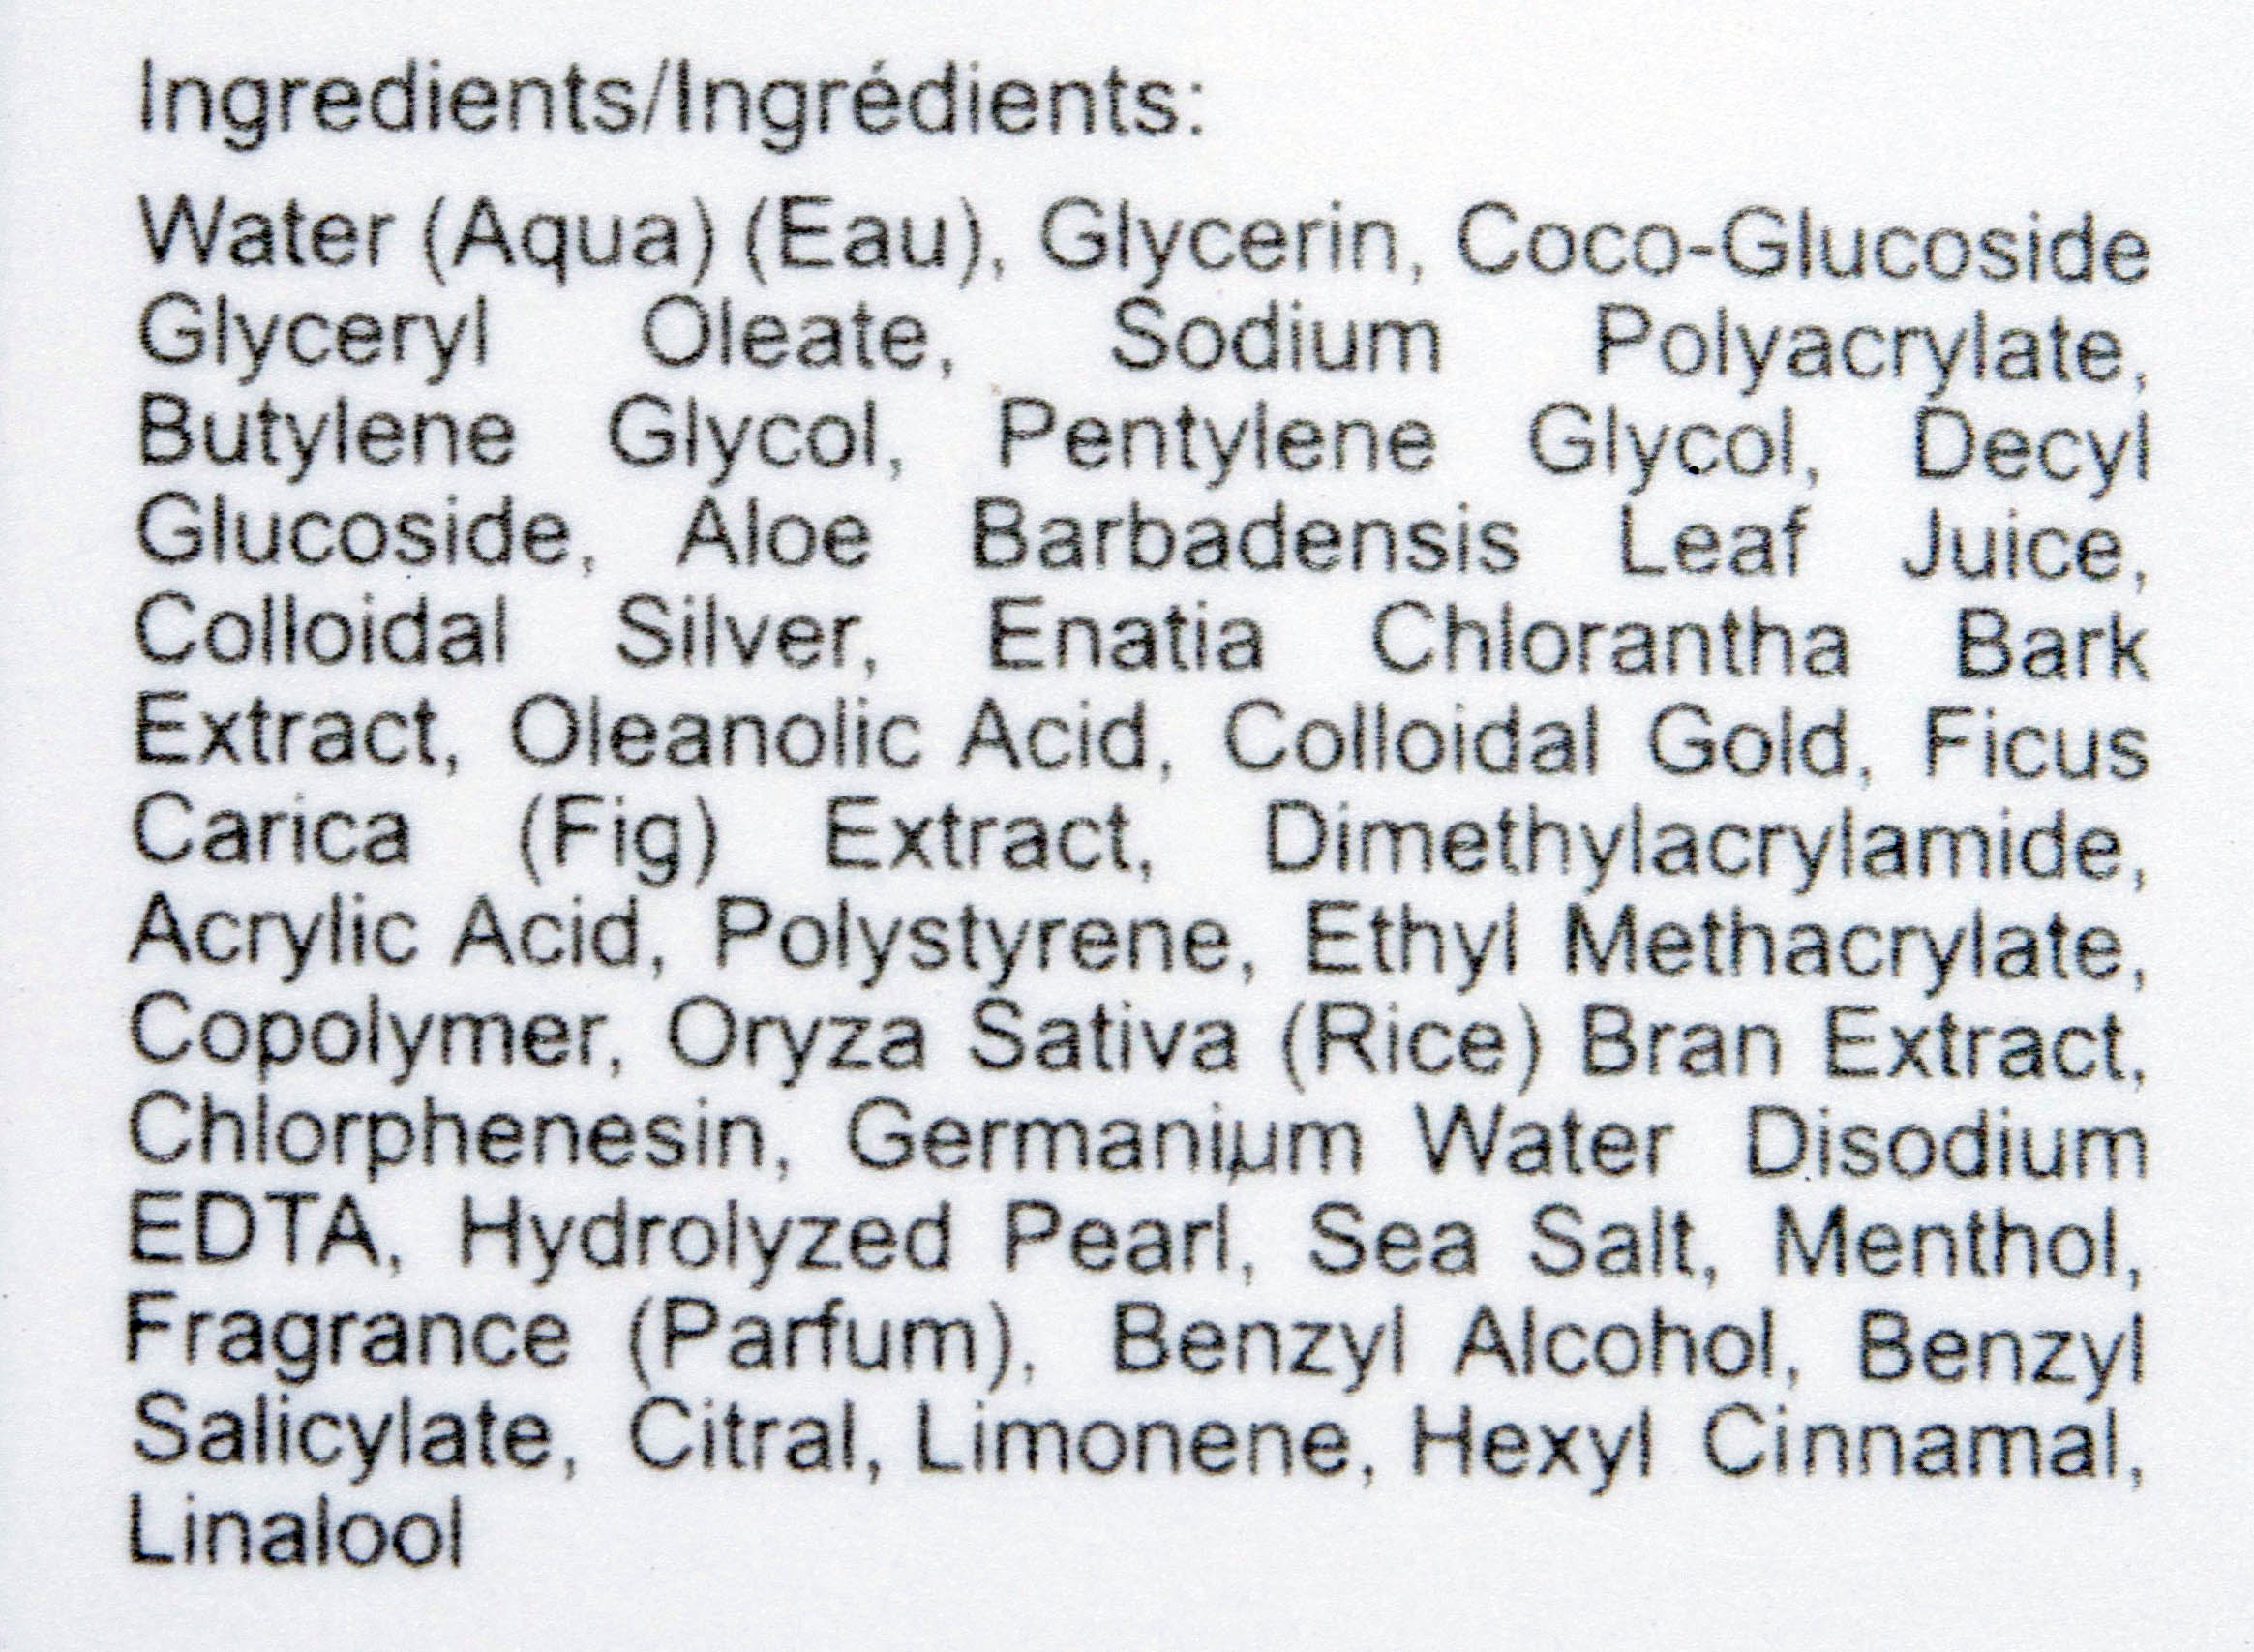 Ingredients/Ingrédients:
Water (Aqua) (Eau), Glycerin, Coco-Glucoside
Glyceryl Oleate, Sodium Polyacrylate,
Butylene Glycol, Pentylene Glycol, Decyl
Glucoside, Aloe Barbadensis Leaf Juice,
Colloidal Silver, Enatia Chlorantha Bark
Extract, Oleanolic Acid, Colloidal Gold, Ficus
Carica (Fig) Extract, Dimethylacrylamide,
Acrylic Acid, Polystyrene, Ethyl Methacrylate,
Copolymer, Oryza Sativa (Rice) Bran Extract,
Chlorphenesin, Germanium Water Disodium
EDTA, Hydrolyzed Pearl, Sea Salt, Menthol,
Fragrance (Parfum), Benzyl Alcohol, Benzyl
Salicylate, Citral, Limonene, Hexyl Cinnamal,
Linalool